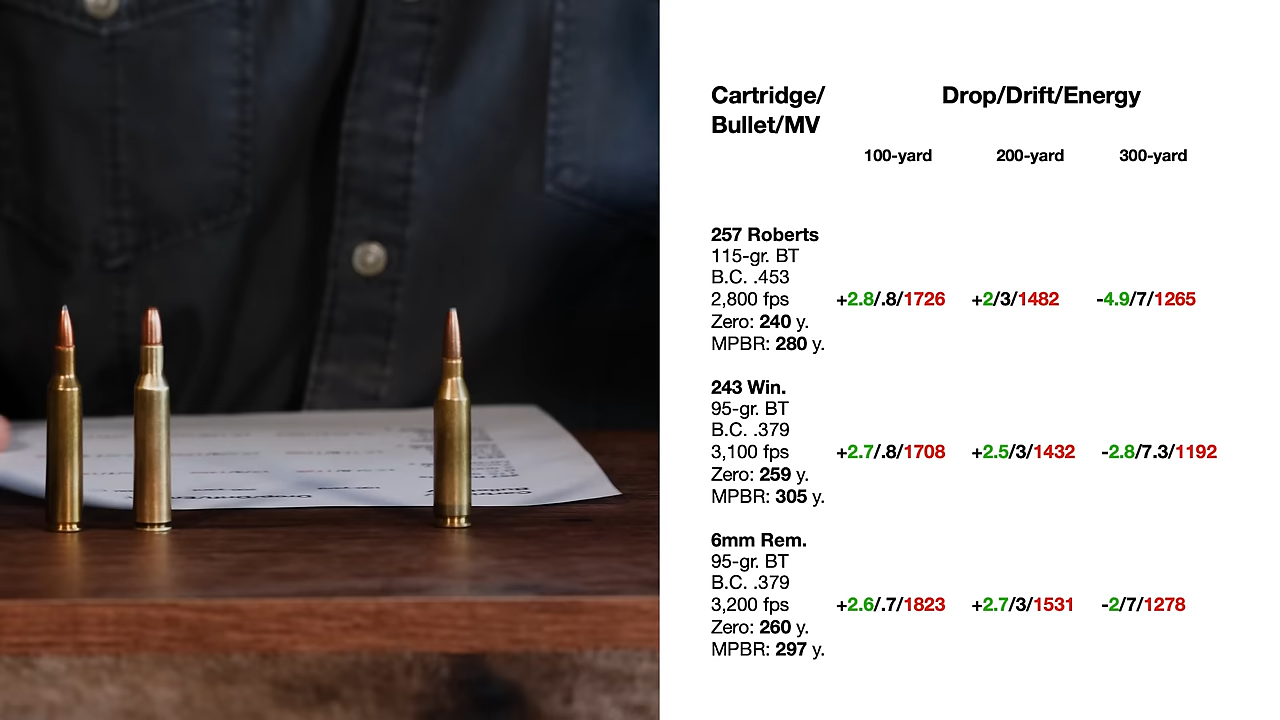 Cartridge/ Drop/Drift/Energy
Bullet/MV
100-yard 200-yard 300-yard
257 Roberts
115-gr. BT
B.C. .453
2,800 fps +2.8/.8/1726 +2/3/1482 -4.9/7/1265
Zero: 240 y.
MPBR: 280 y.
243 Win.
95-gr. BT
B.C. .379
3,100 fps +2.7/.8/1708 +2.5/3/1432 -2.8/7.3/1192
Zero: 259 y.
MPBR: 305 y.
6mm Rem.
95-gr. BT
B.C. .379
3,200 fps +2.6/.7/1823 +2.7/3/1531 -2/7/1278
Zero: 260 y.
MPBR: 297 y.